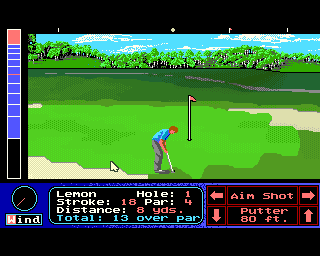 Lemon Hole: 1
Stroke: 18 Par: 4
Distance: 8 yds.
Total: 13 over par
Wind
Aim Shot
Putter
80 ft.